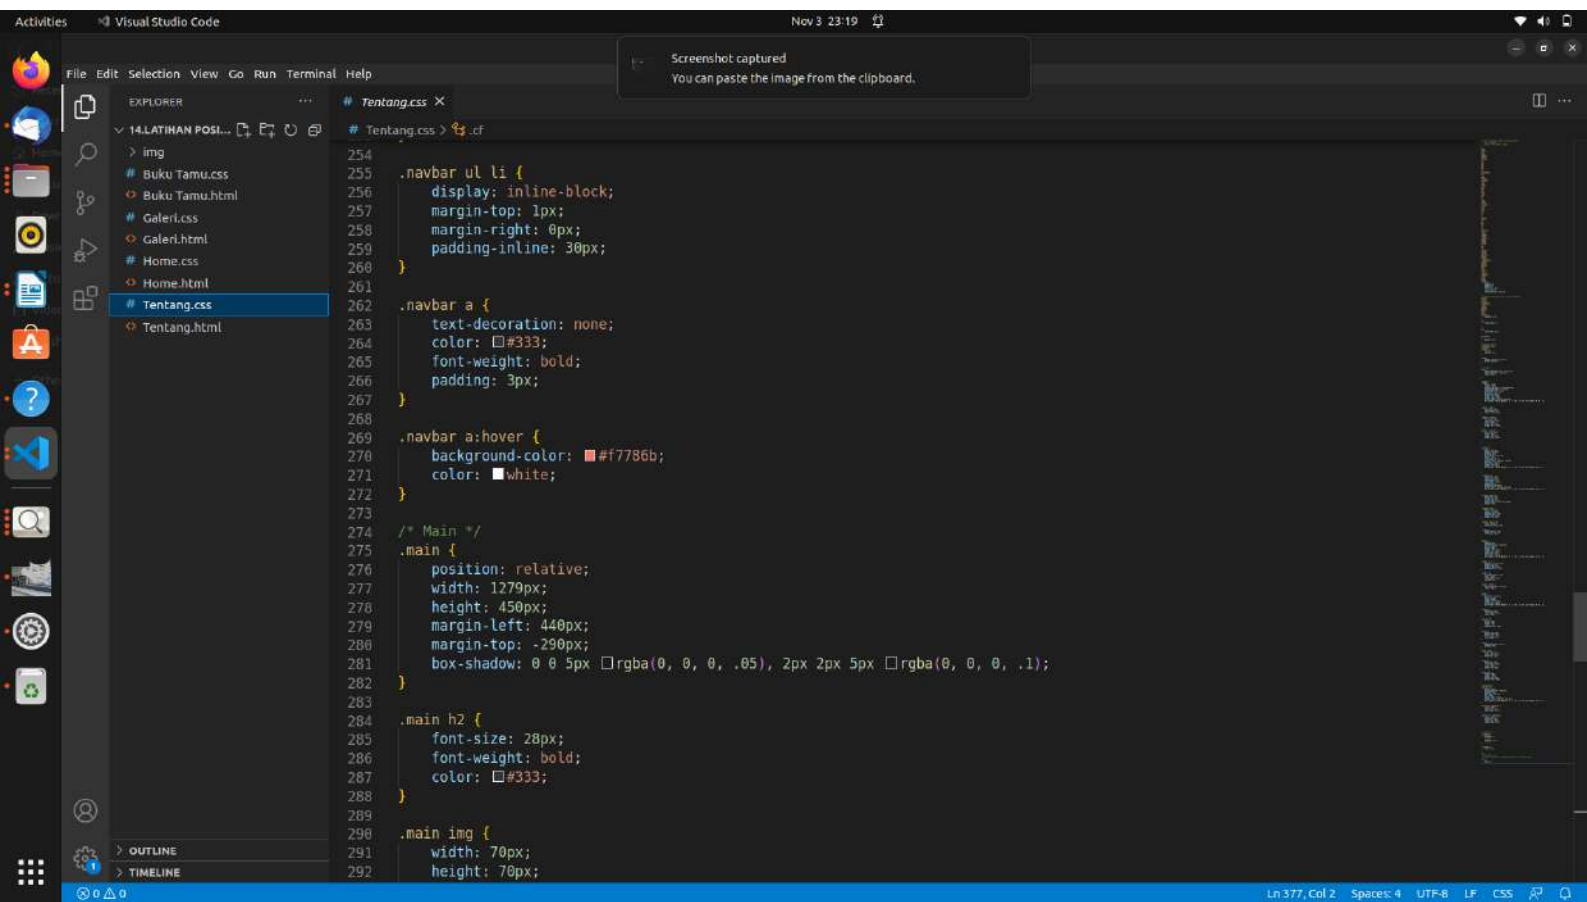 Activities Visual Studio Code Nov 3 23:19
Screenshot captured
You can paste the image from the clipboard.
File Edit Selection View Go Run Terminal Help
EXPLORER ···
# Tentang.css ×
14.LATIHAN POSI...
# Tentang.css > .cf
> img
# Buku Tamu.css
<> Buku Tamu.html
# Galeri.css
<> Galeri.html
# Home.css
<> Home.html
# Tentang.css
<> Tentang.html
> OUTLINE
> TIMELINE
254
255 .navbar ul li {
256 display: inline-block;
257 margin-top: 1px;
258 margin-right: 0px;
259 padding-inline: 30px;
260 }
261
262 .navbar a {
263 text-decoration: none;
264 color: #333;
265 font-weight: bold;
266 padding: 3px;
267 }
268
269 .navbar a:hover {
270 background-color: #f7786b;
271 color: white;
272 }
273
274 /* Main */
275 .main {
276 position: relative;
277 width: 1279px;
278 height: 450px;
279 margin-left: 440px;
280 margin-top: -290px;
281 box-shadow: 0 0 5px rgba(0, 0, 0, .05), 2px 2px 5px rgba(0, 0, 0, .1);
282 }
283
284 .main h2 {
285 font-size: 28px;
286 font-weight: bold;
287 color: #333;
288 }
289
290 .main img {
291 width: 70px;
292 height: 70px;
1
0 0
Ln 377, Col 2 Spaces: 4 UTF-8 LF CSS